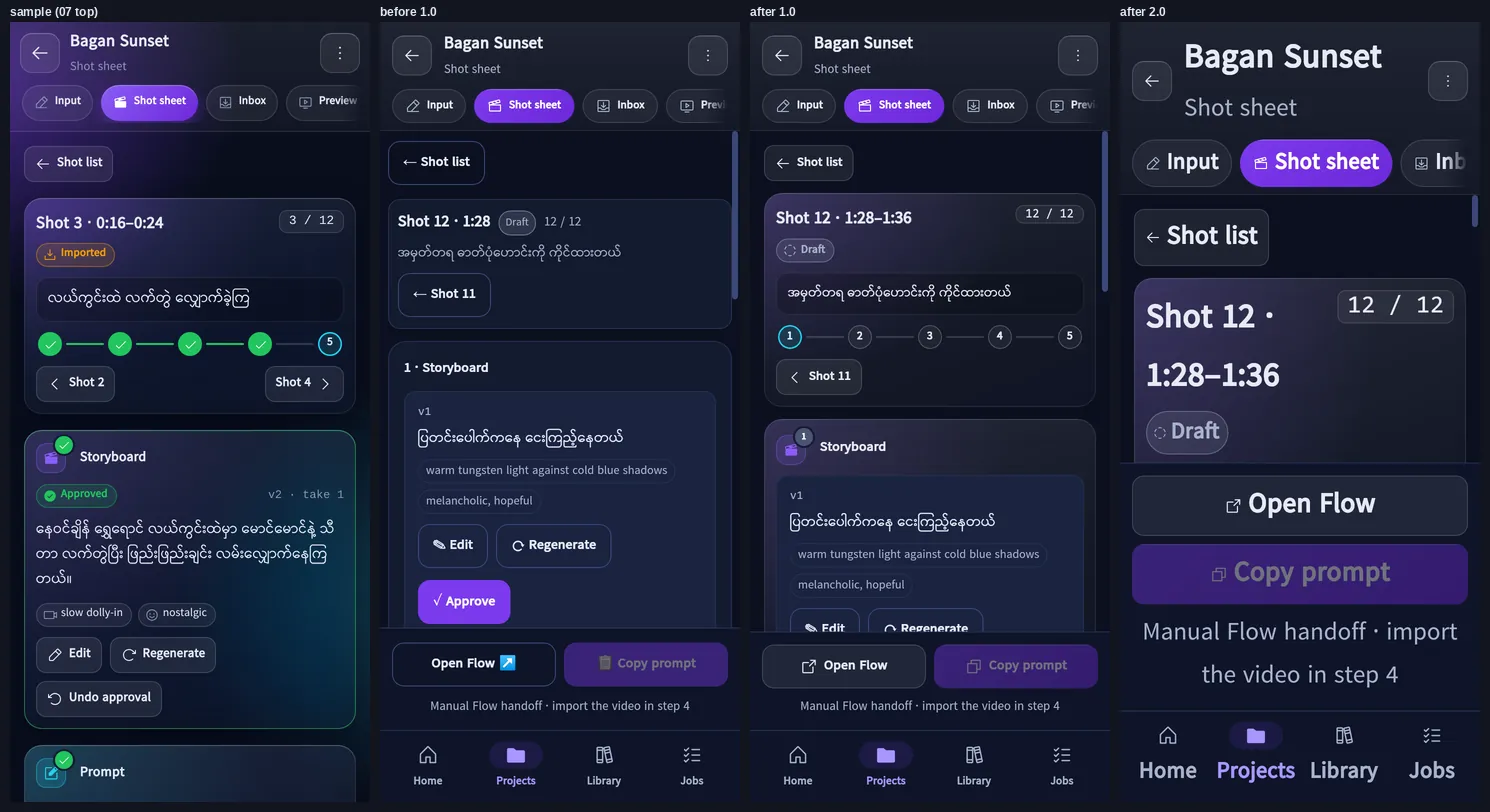 sample (07 top)
Bagan Sunset
Shot sheet
Input
Shot sheet
Inbox
Preview
← Shot list
Shot 3 · 0:16–0:24
3 / 12
Imported
လယ်ကွင်းထဲ လက်တွဲ လျှောက်ခဲ့ကြ
5
Shot 2
Shot 4
Storyboard
Approved
v2 · take 1
နေဝင်ချိန် ရွှေရောင် လယ်ကွင်းထဲမှာ မောင်မောင်နဲ့ သီ
တာ လက်တွဲပြီး ဖြည်းဖြည်းချင်း လမ်းလျှောက်နေကြ
တယ်။
slow dolly-in
nostalgic
Edit
Regenerate
Undo approval
Prompt
before 1.0
Bagan Sunset
Shot sheet
Input
Shot sheet
Inbox
Previ
← Shot list
Shot 12 · 1:28
Draft
12 / 12
အမှတ်တရ ဓာတ်ပုံဟောင်းကို ကိုင်ထားတယ်
← Shot 11
1 · Storyboard
v1
ပြတင်းပေါက်ကနေ ငေးကြည့်နေတယ်
warm tungsten light against cold blue shadows
melancholic, hopeful
✎ Edit
Regenerate
✓ Approve
Open Flow ↗
Copy prompt
Manual Flow handoff · import the video in step 4
Home
Projects
Library
Jobs
after 1.0
Bagan Sunset
Shot sheet
Input
Shot sheet
Inbox
Previ
← Shot list
Shot 12 · 1:28–1:36
12 / 12
Draft
အမှတ်တရ ဓာတ်ပုံဟောင်းကို ကိုင်ထားတယ်
1
2
3
4
5
Shot 11
1
Storyboard
v1
ပြတင်းပေါက်ကနေ ငေးကြည့်နေတယ်
warm tungsten light against cold blue shadows
melancholic, hopeful
✎ Edit
Regenerate
Open Flow
Copy prompt
Manual Flow handoff · import the video in step 4
Home
Projects
Library
Jobs
after 2.0
Bagan Sunset
Shot sheet
Input
Shot sheet
Inb
← Shot list
Shot 12 ·
1:28–1:36
12 / 12
Draft
Open Flow
Copy prompt
Manual Flow handoff · import
the video in step 4
Home
Projects
Library
Jobs